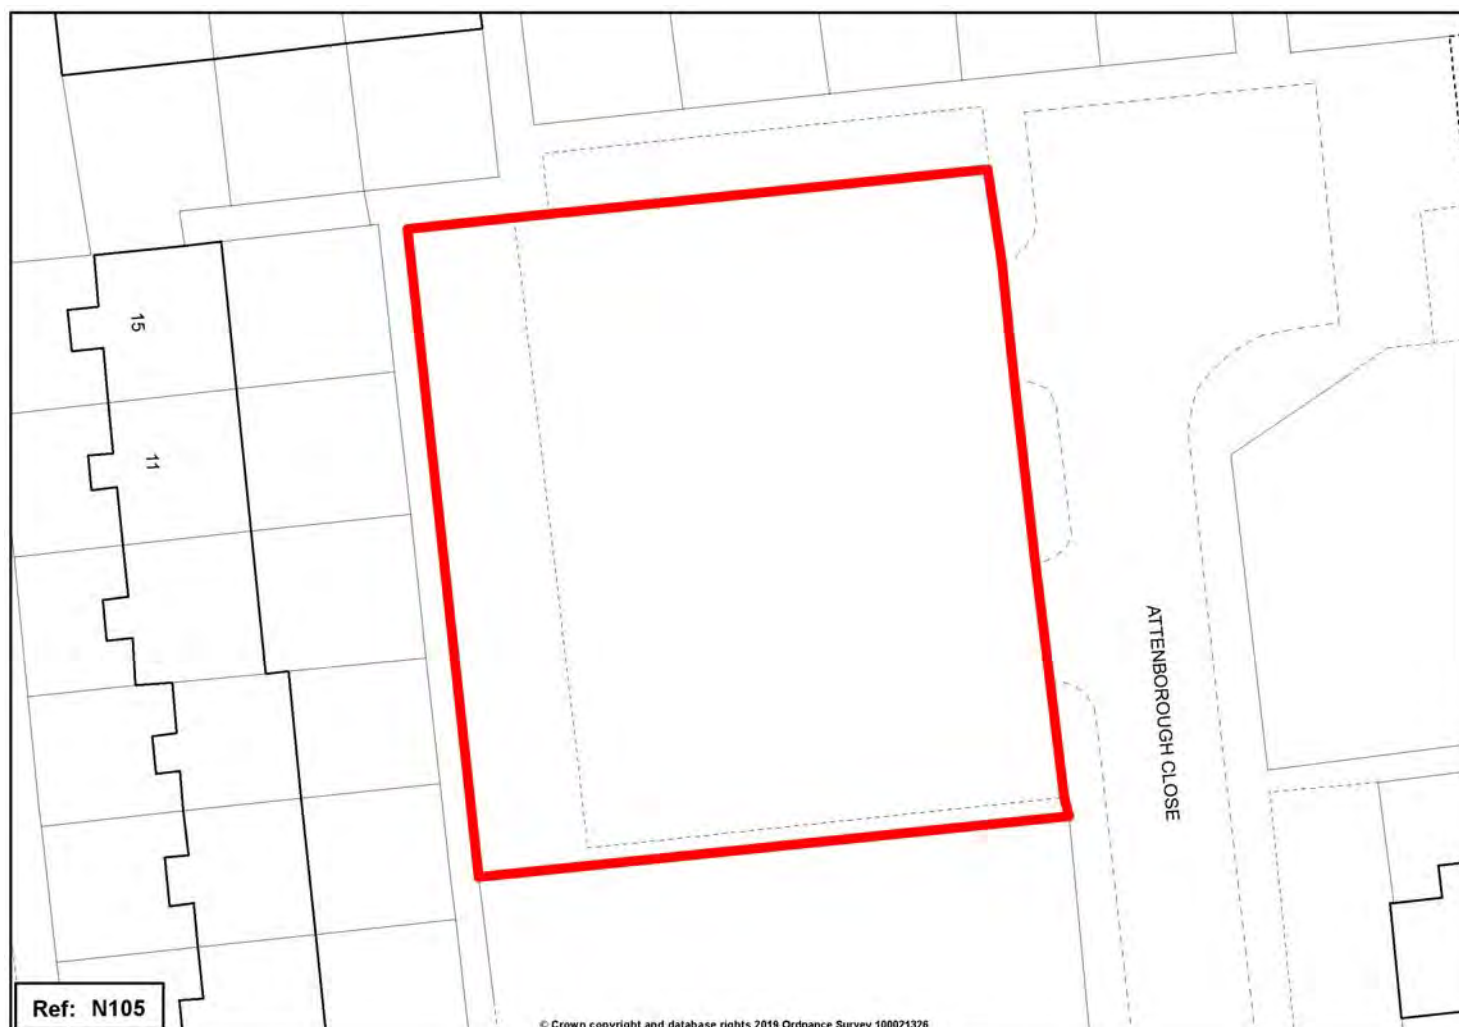 15
11
ATTENBOROUGH CLOSE
Ref: N105
© Crown copyright and database rights 2019 Ordnance Survey 100021326